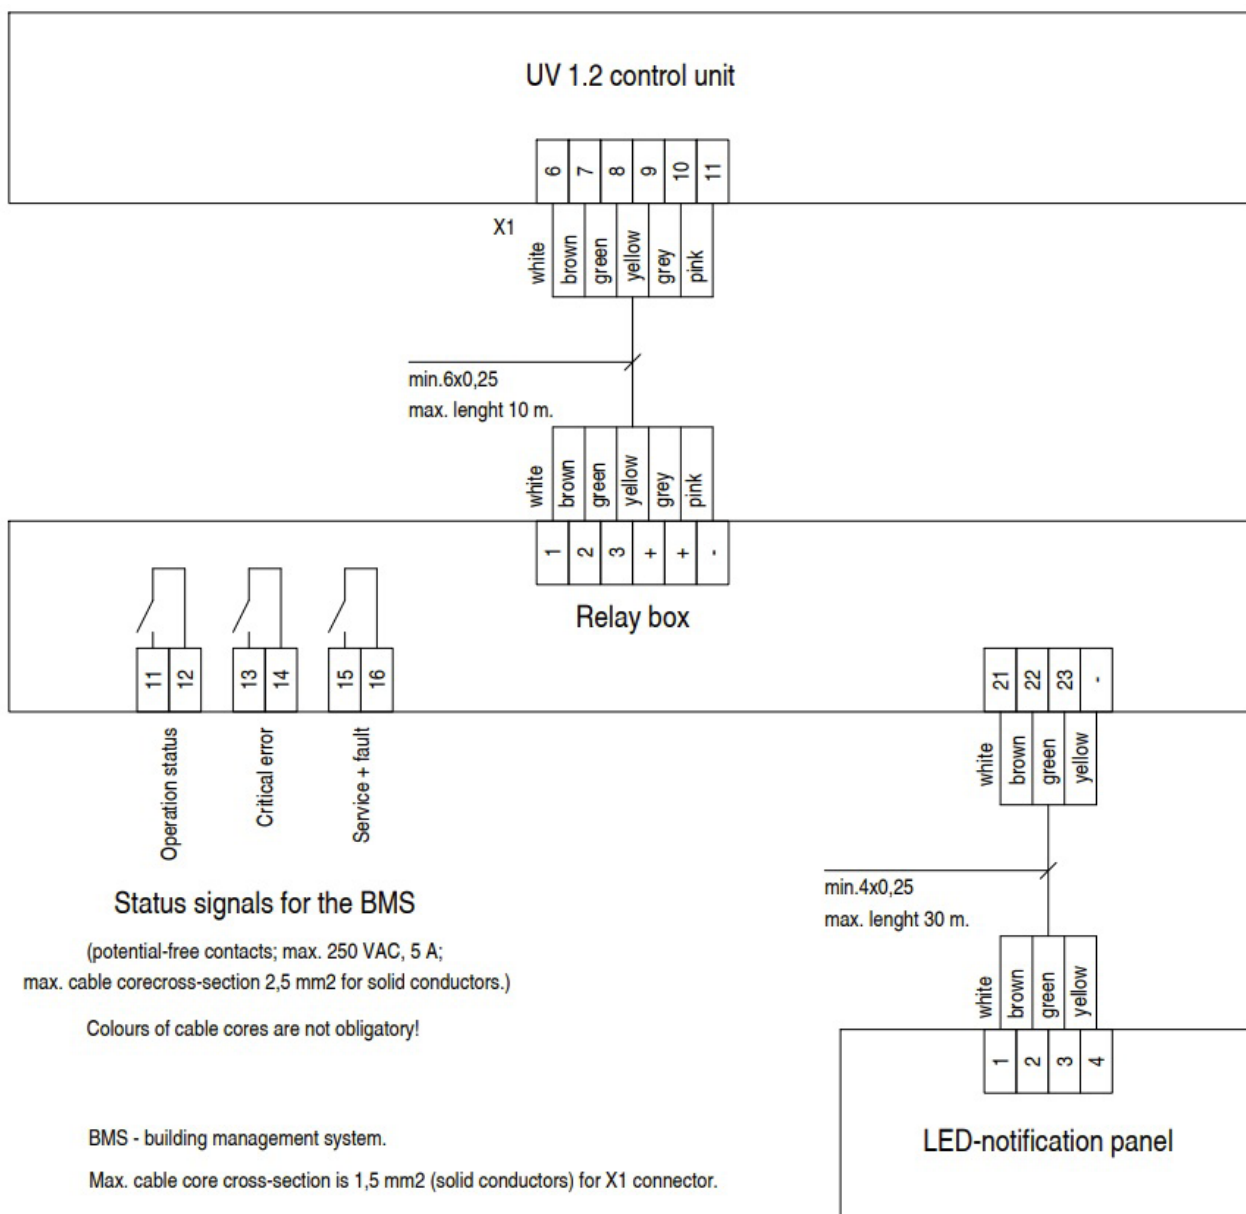 UV 1.2 control unit
6 7 8 9 10 11
X1
white brown green yellow grey pink
min.6x0,25
max. lenght 10 m.
white brown green yellow grey pink
1 2 3 + + -
Relay box
11 12 13 14 15 16
21 22 23 -
Operation status
Critical error
Service + fault
white brown green yellow
Status signals for the BMS
(potential-free contacts; max. 250 VAC, 5 A;
max. cable corecross-section 2,5 mm2 for solid conductors.)
Colours of cable cores are not obligatory!
min.4x0,25
max. lenght 30 m.
white brown green yellow
1 2 3 4
LED-notification panel
BMS - building management system.
Max. cable core cross-section is 1,5 mm2 (solid conductors) for X1 connector.